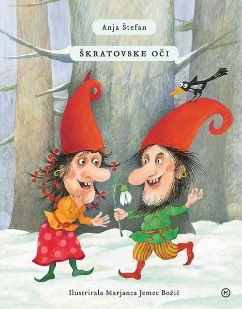 Anja Štefan
ŠKRATOVSKE OČI
Ilustrirala Marjanca Jemec Božič